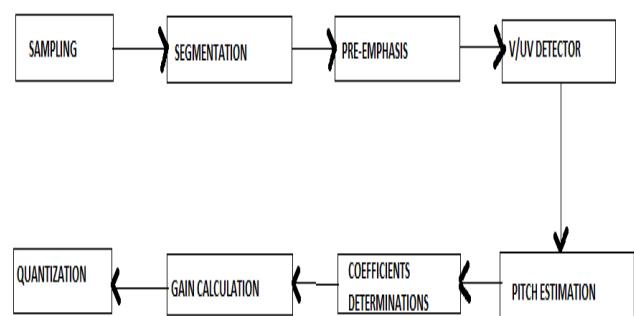 SAMPLING
SEGMENTATION
PRE-EMPHASIS
V/UV DETECTOR
QUANTIZATION
GAIN CALCULATION
COEFFICIENTS
DETERMINATIONS
PITCH ESTIMATION